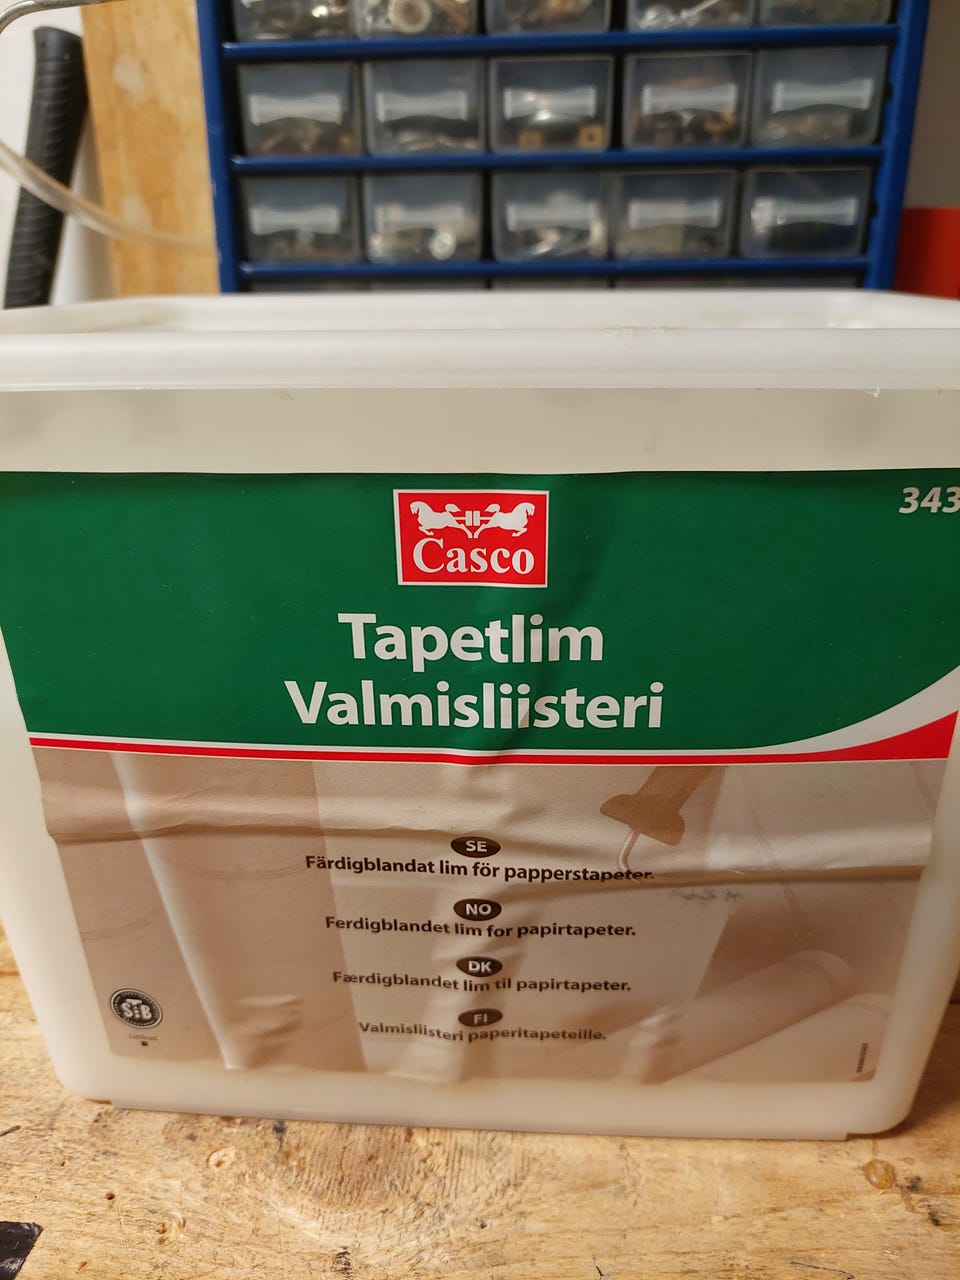 343
Casco
Tapetlim
Valmisliisteri
SE
Färdigblandat lim för papperstapeter.
NO
Ferdigblandet lim for papirtapeter.
DK
Færdigblandet lim til papirtapeter.
FI
Valmisliisteri paperitapeteille.